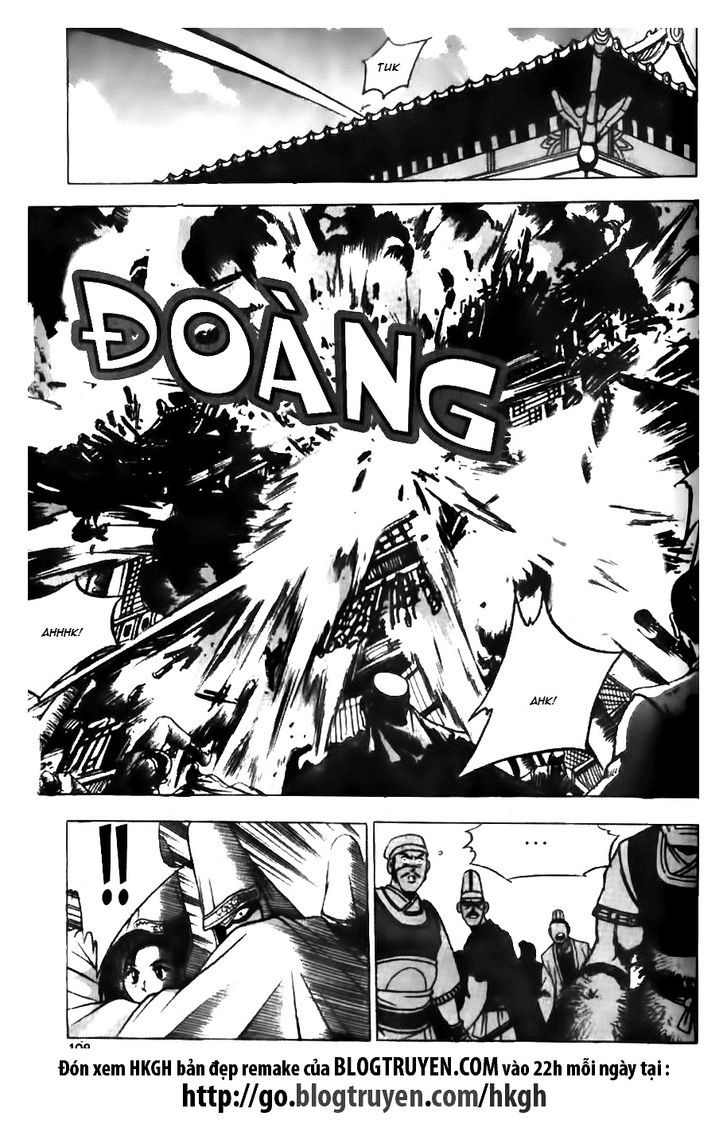 TUK
ĐOÀNG
AHHHK!
AHK!
!!
...
108
Đón xem HKGH bản đẹp remake của BLOGTRUYEN.COM vào 22h mỗi ngày tại :
http://go.blogtruyen.com/hkgh